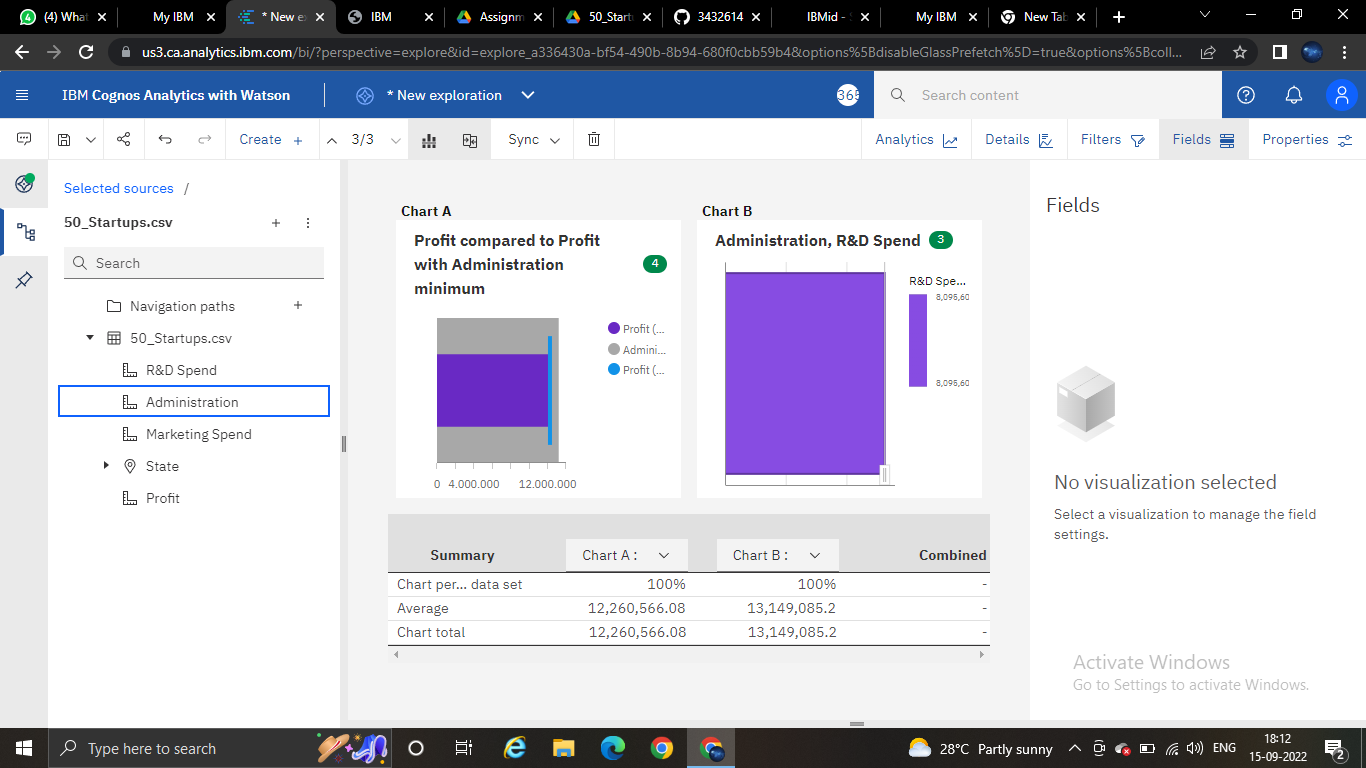 (4) What
My IBM
* New ex
IBM
Assignm
50_Startu
3432614
IBMid - S
My IBM
New Tab
us3.ca.analytics.ibm.com/bi/?perspective=explore&id=explore_a336430a-bf54-490b-8b94-680f0cbb59b4&options%5BdisableGlassPrefetch%5D=true&options%5Bcoll...
IBM Cognos Analytics with Watson
* New exploration
365
Search content
Create +
3/3
Sync
Analytics
Details
Filters
Fields
Properties
Selected sources /
50_Startups.csv
Search
Navigation paths
50_Startups.csv
R&D Spend
Administration
Marketing Spend
State
Profit
Chart A
Profit compared to Profit
with Administration
minimum
4
Profit (...
Admini...
Profit (...
0 4.000.000 12.000.000
Chart B
Administration, R&D Spend 3
R&D Spe...
8,095,60
8,095,60
Summary Chart A : Chart B : Combined
Chart per... data set 100% 100% -
Average 12,260,566.08 13,149,085.2 -
Chart total 12,260,566.08 13,149,085.2 -
Fields
No visualization selected
Select a visualization to manage the field
settings.
Activate Windows
Go to Settings to activate Windows.
Type here to search
28°C Partly sunny
ENG
18:12
15-09-2022
2